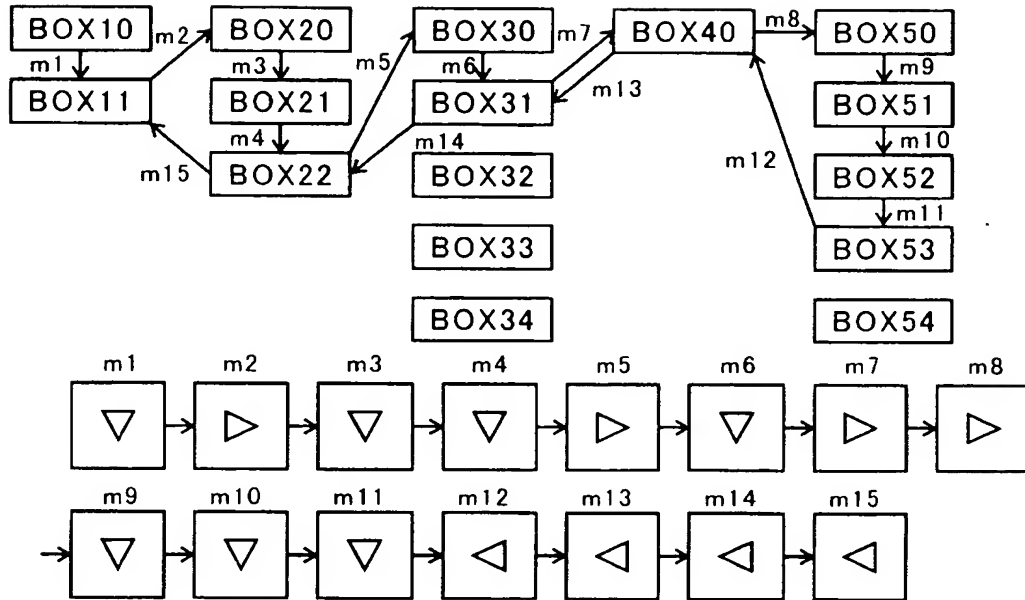 BOX10 m2 BOX20 BOX30 m7 BOX40 m8 BOX50
m1 m3 m5 m6 m9
BOX11 BOX21 BOX31 m13 BOX51
m4 m14 m10
m15 BOX22 BOX32 m12 BOX52
m11
BOX33 BOX53
BOX34 BOX54
m1 m2 m3 m4 m5 m6 m7 m8
m9 m10 m11 m12 m13 m14 m15